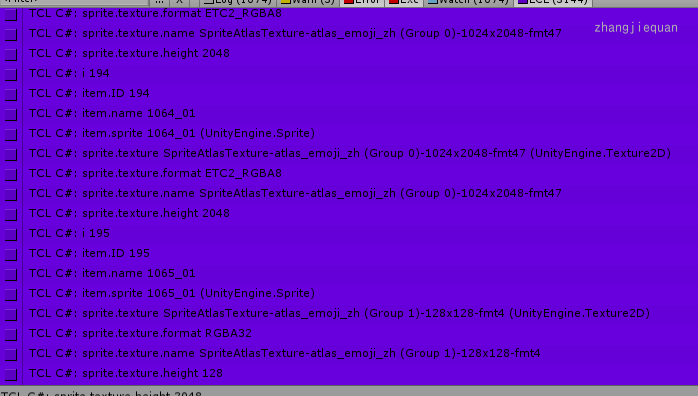 ... X Log (1074) Warn (3) Error Exc Watch (1074)
TCL C#: sprite.texture.format ETC2_RGBA8
zhangjiequan
TCL C#: sprite.texture.name SpriteAtlasTexture-atlas_emoji_zh (Group 0)-1024x2048-fmt47
TCL C#: sprite.texture.height 2048
TCL C#: i 194
TCL C#: item.ID 194
TCL C#: item.name 1064_01
TCL C#: item.sprite 1064_01 (UnityEngine.Sprite)
TCL C#: sprite.texture SpriteAtlasTexture-atlas_emoji_zh (Group 0)-1024x2048-fmt47 (UnityEngine.Texture2D)
TCL C#: sprite.texture.format ETC2_RGBA8
TCL C#: sprite.texture.name SpriteAtlasTexture-atlas_emoji_zh (Group 0)-1024x2048-fmt47
TCL C#: sprite.texture.height 2048
TCL C#: i 195
TCL C#: item.ID 195
TCL C#: item.name 1065_01
TCL C#: item.sprite 1065_01 (UnityEngine.Sprite)
TCL C#: sprite.texture SpriteAtlasTexture-atlas_emoji_zh (Group 1)-128x128-fmt4 (UnityEngine.Texture2D)
TCL C#: sprite.texture.format RGBA32
TCL C#: sprite.texture.name SpriteAtlasTexture-atlas_emoji_zh (Group 1)-128x128-fmt4
TCL C#: sprite.texture.height 128
TCL C#: sprite.texture.height 2048